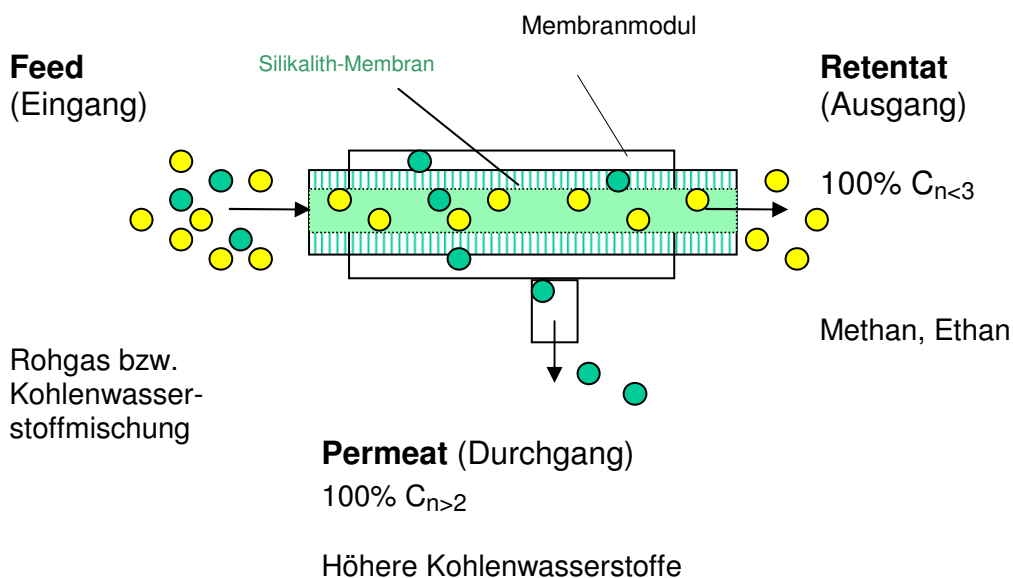 Membranmodul
Feed
(Eingang)
Silikalith-Membran
Retentat
(Ausgang)
100% Cn<3
Methan, Ethan
Rohgas bzw.
Kohlenwasser-
stoffmischung
Permeat (Durchgang)
100% Cn>2
Höhere Kohlenwasserstoffe